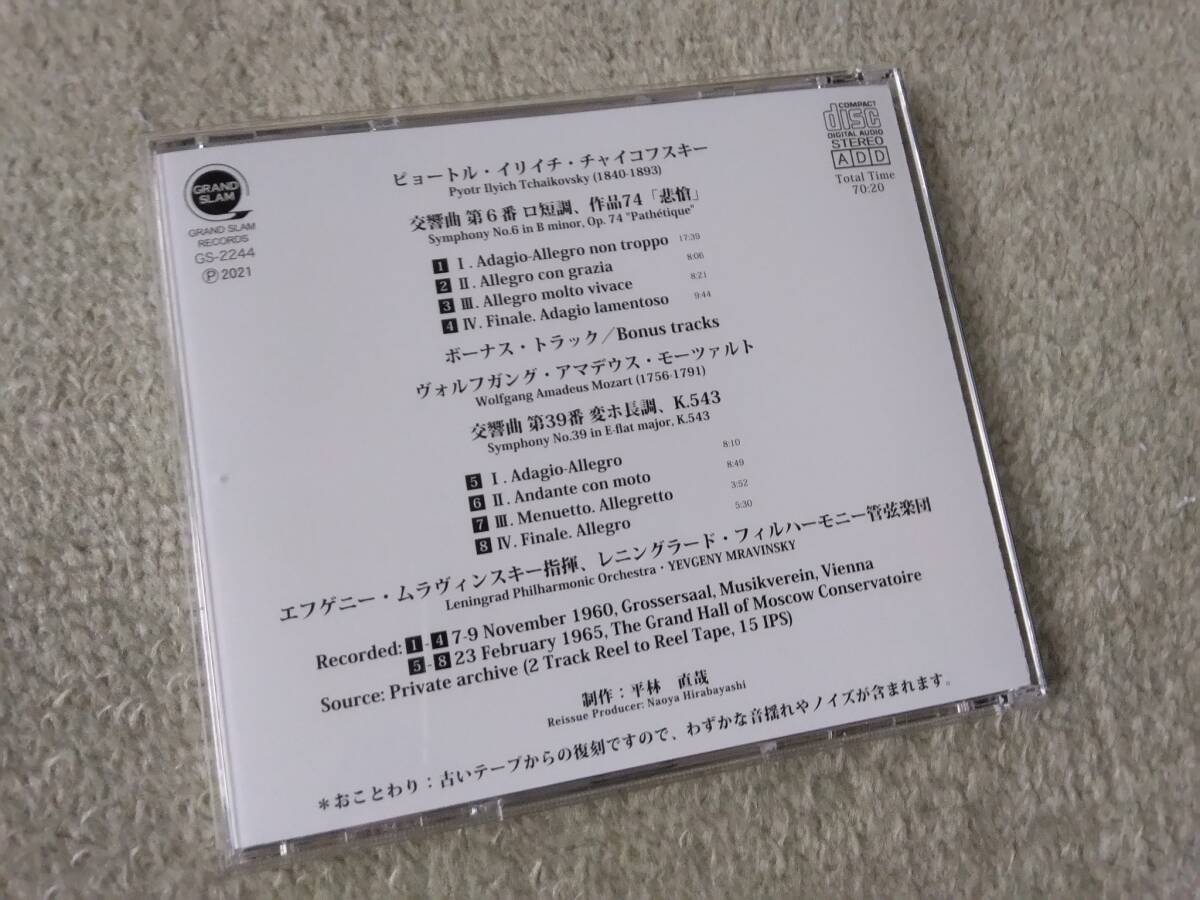 GRAND SLAM
GRAND SLAM RECORDS
GS-2244
Ⓟ2021
COMPACT
disc
DIGITAL AUDIO
STEREO
ADD
Total Time
70:20
ピョートル・イリイチ・チャイコフスキー
Pyotr Ilyich Tchaikovsky (1840-1893)
交響曲 第6番 ロ短調、作品74「悲愴」
Symphony No.6 in B minor, Op. 74 "Pathétique"
1 Ⅰ. Adagio-Allegro non troppo 17:39
2 Ⅱ. Allegro con grazia 8:06
3 Ⅲ. Allegro molto vivace 8:21
4 Ⅳ. Finale. Adagio lamentoso 9:44
ボーナス・トラック／Bonus tracks
ヴォルフガング・アマデウス・モーツァルト
Wolfgang Amadeus Mozart (1756-1791)
交響曲 第39番 変ホ長調、K.543
Symphony No.39 in E-flat major, K.543
5 Ⅰ. Adagio-Allegro 8:10
6 Ⅱ. Andante con moto 8:49
7 Ⅲ. Menuetto. Allegretto 3:52
8 Ⅳ. Finale. Allegro 5:30
エフゲニー・ムラヴィンスキー指揮、レニングラード・フィルハーモニー管弦楽団
Leningrad Philharmonic Orchestra・YEVGENY MRAVINSKY
Recorded: 1-4 7-9 November 1960, Grossersaal, Musikverein, Vienna
5-8 23 February 1965, The Grand Hall of Moscow Conservatoire
Source: Private archive (2 Track Reel to Reel Tape, 15 IPS)
制作：平林 直哉
Reissue Producer: Naoya Hirabayashi
＊おことわり：古いテープからの復刻ですので、わずかな音揺れやノイズが含まれます。